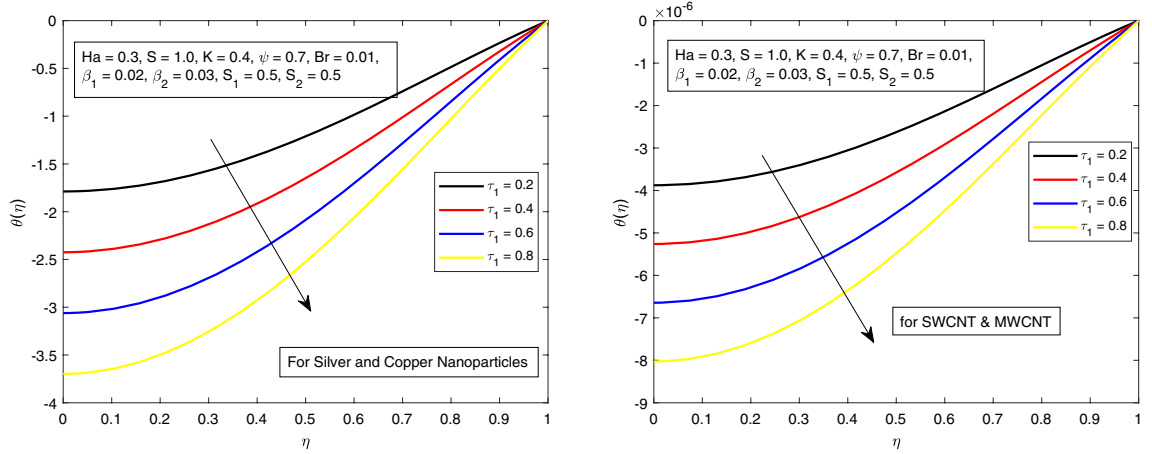 Ha = 0.3, S = 1.0, K = 0.4, ψ = 0.7, Br = 0.01,
β₁ = 0.02, β₂ = 0.03, S₁ = 0.5, S₂ = 0.5
0
-0.5
-1
-1.5
-2
-2.5
-3
-3.5
-4
θ(η)
τ₁ = 0.2
τ₁ = 0.4
τ₁ = 0.6
τ₁ = 0.8
For Silver and Copper Nanoparticles
0 0.1 0.2 0.3 0.4 0.5 0.6 0.7 0.8 0.9 1
η
×10⁻⁶
Ha = 0.3, S = 1.0, K = 0.4, ψ = 0.7, Br = 0.01,
β₁ = 0.02, β₂ = 0.03, S₁ = 0.5, S₂ = 0.5
0
-1
-2
-3
-4
-5
-6
-7
-8
-9
θ(η)
τ₁ = 0.2
τ₁ = 0.4
τ₁ = 0.6
τ₁ = 0.8
for SWCNT & MWCNT
0 0.1 0.2 0.3 0.4 0.5 0.6 0.7 0.8 0.9 1
η